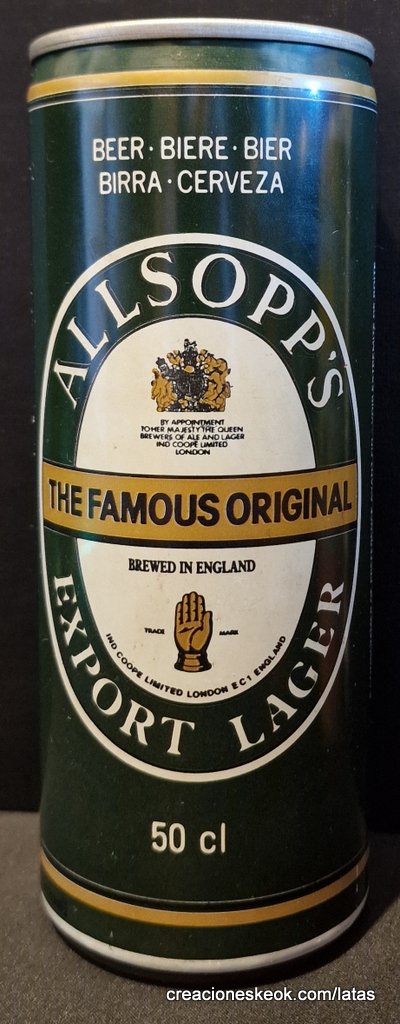 BEER · BIERE · BIER
BIRRA · CERVEZA
ALLSOPP'S
BY APPOINTMENT
TO HER MAJESTY THE QUEEN
BREWERS OF ALE AND LAGER
IND COOPE LIMITED
LONDON
THE FAMOUS ORIGINAL
BREWED IN ENGLAND
TRADE MARK
IND COOPE LIMITED LONDON E C 1 ENGLAND
EXPORT LAGER
50 cl
creacioneskeok.com/latas